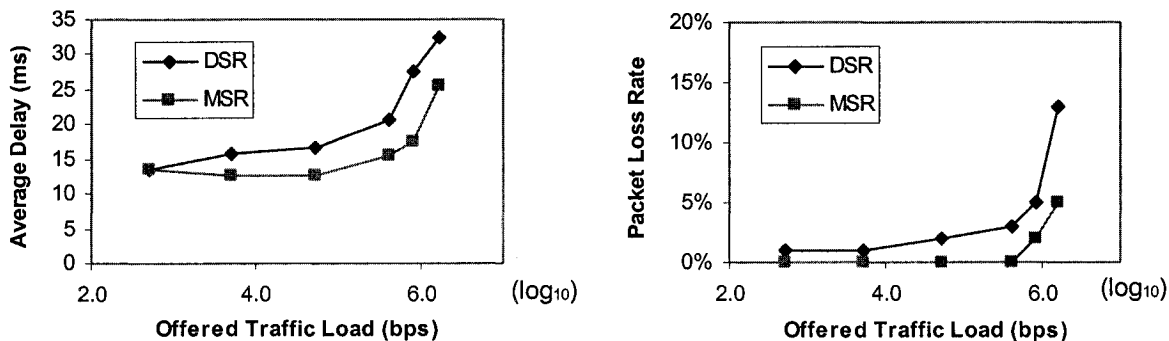 Average Delay (ms)
35
30
25
20
15
10
5
0
DSR
MSR
2.0
4.0
6.0
(log10)
Offered Traffic Load (bps)
Packet Loss Rate
20%
15%
10%
5%
0%
DSR
MSR
2.0
4.0
6.0
(log10)
Offered Traffic Load (bps)